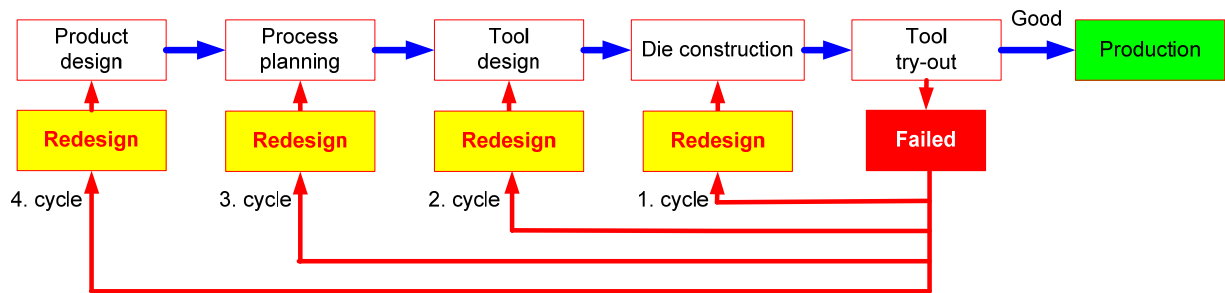 Product
design
Process
planning
Tool
design
Die construction
Tool
try-out
Good
Production
Redesign
Redesign
Redesign
Redesign
Failed
4. cycle
3. cycle
2. cycle
1. cycle